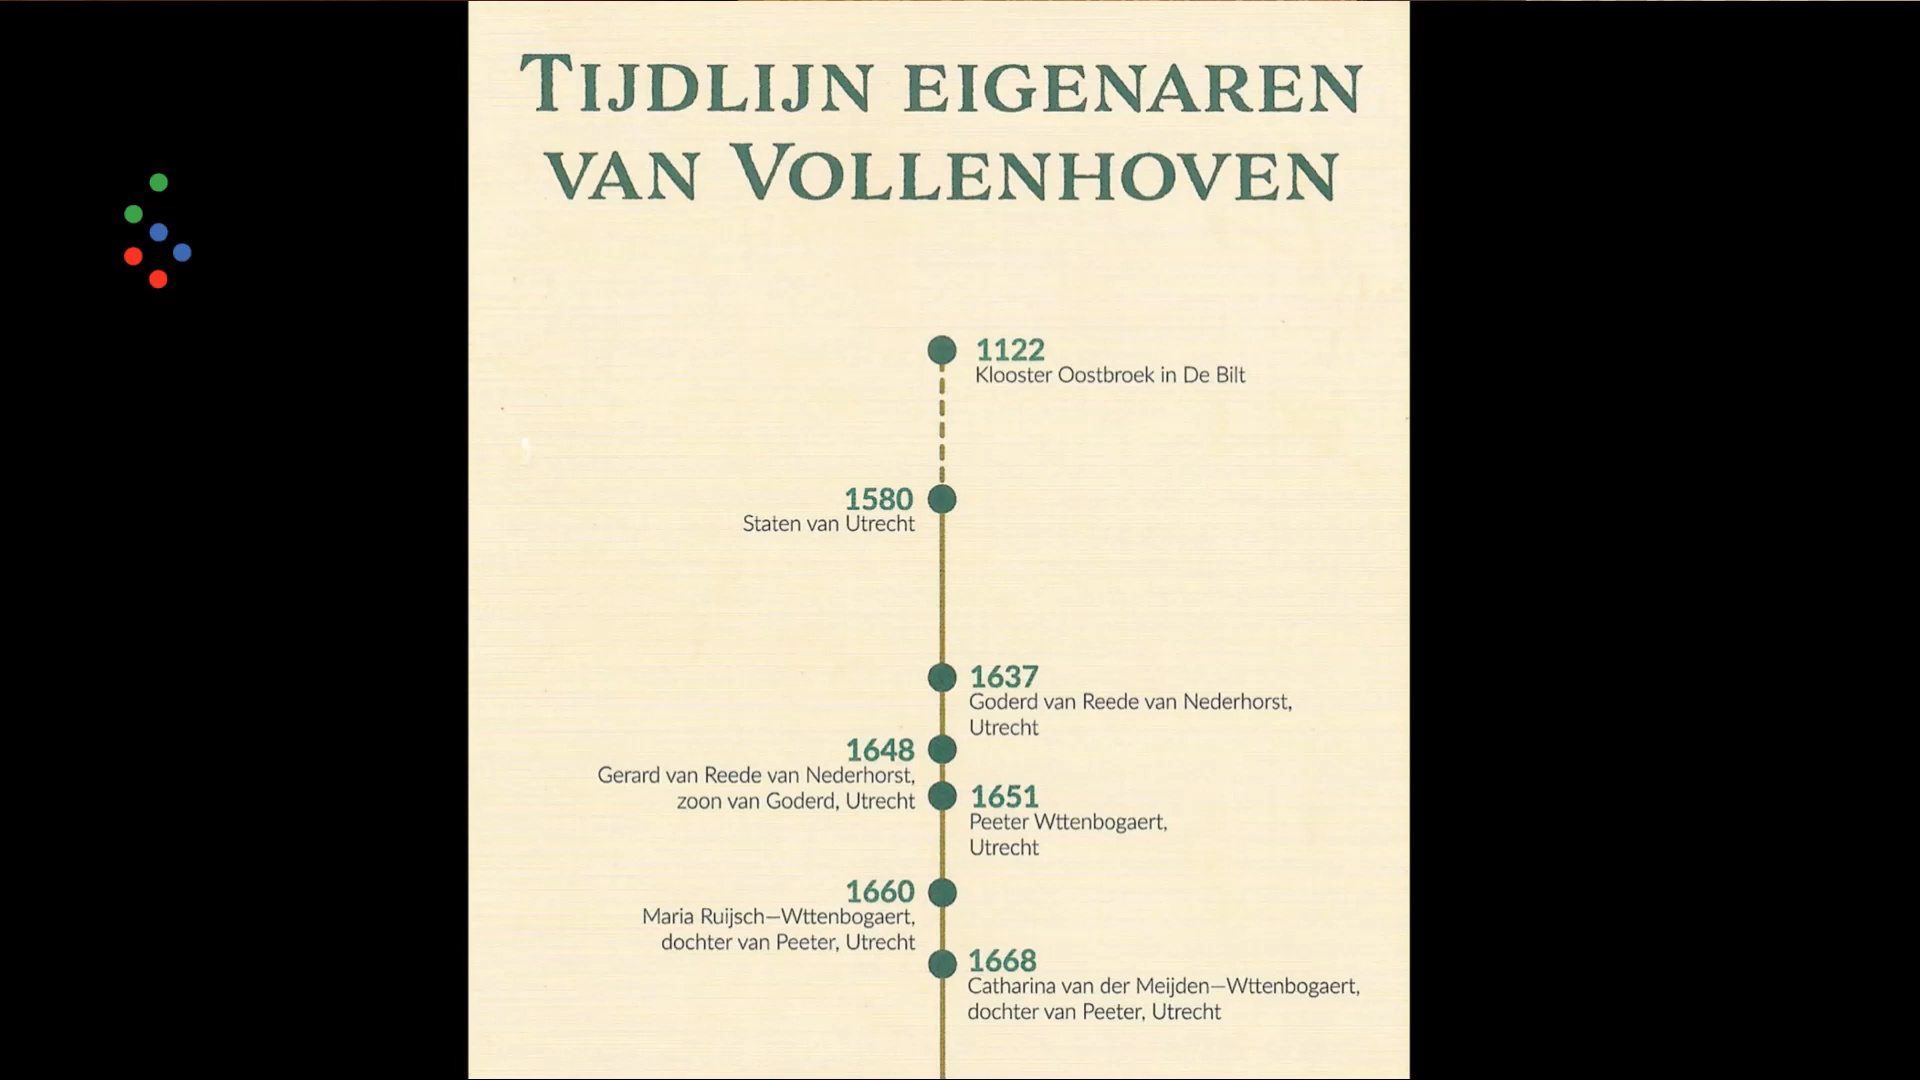 TIJDLIJN EIGENAREN
VAN VOLLENHOVEN
1122
Klooster Oostbroek in De Bilt
1580
Staten van Utrecht
1637
Goderd van Reede van Nederhorst,
Utrecht
1648
Gerard van Reede van Nederhorst,
zoon van Goderd, Utrecht
1651
Peeter Wttenbogaert,
Utrecht
1660
Maria Ruijsch—Wttenbogaert,
dochter van Peeter, Utrecht
1668
Catharina van der Meijden—Wttenbogaert,
dochter van Peeter, Utrecht